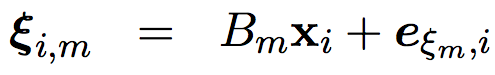 𝝃_{i,m} = B_m 𝐱_i + 𝒆_{ξ_m,i}